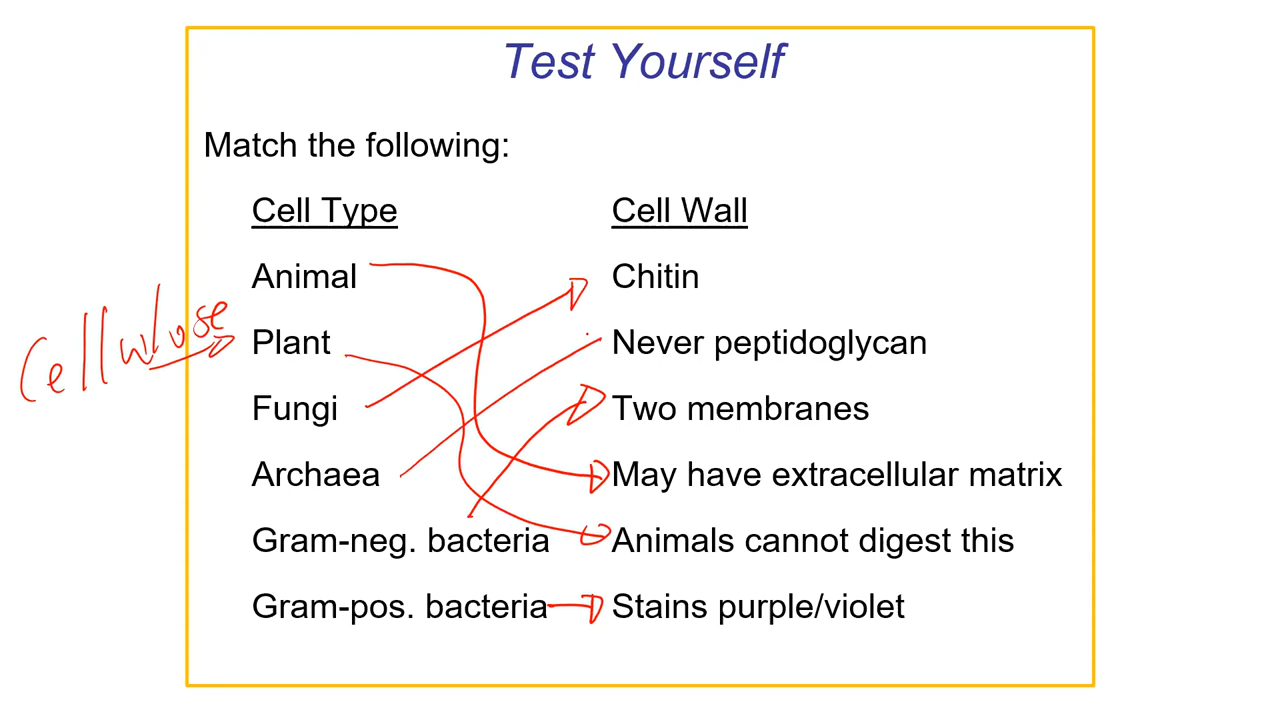 Test Yourself
Match the following:
Cell Type Cell Wall
Animal Chitin
Cellulose
Plant Never peptidoglycan
Fungi Two membranes
Archaea May have extracellular matrix
Gram-neg. bacteria Animals cannot digest this
Gram-pos. bacteria Stains purple/violet